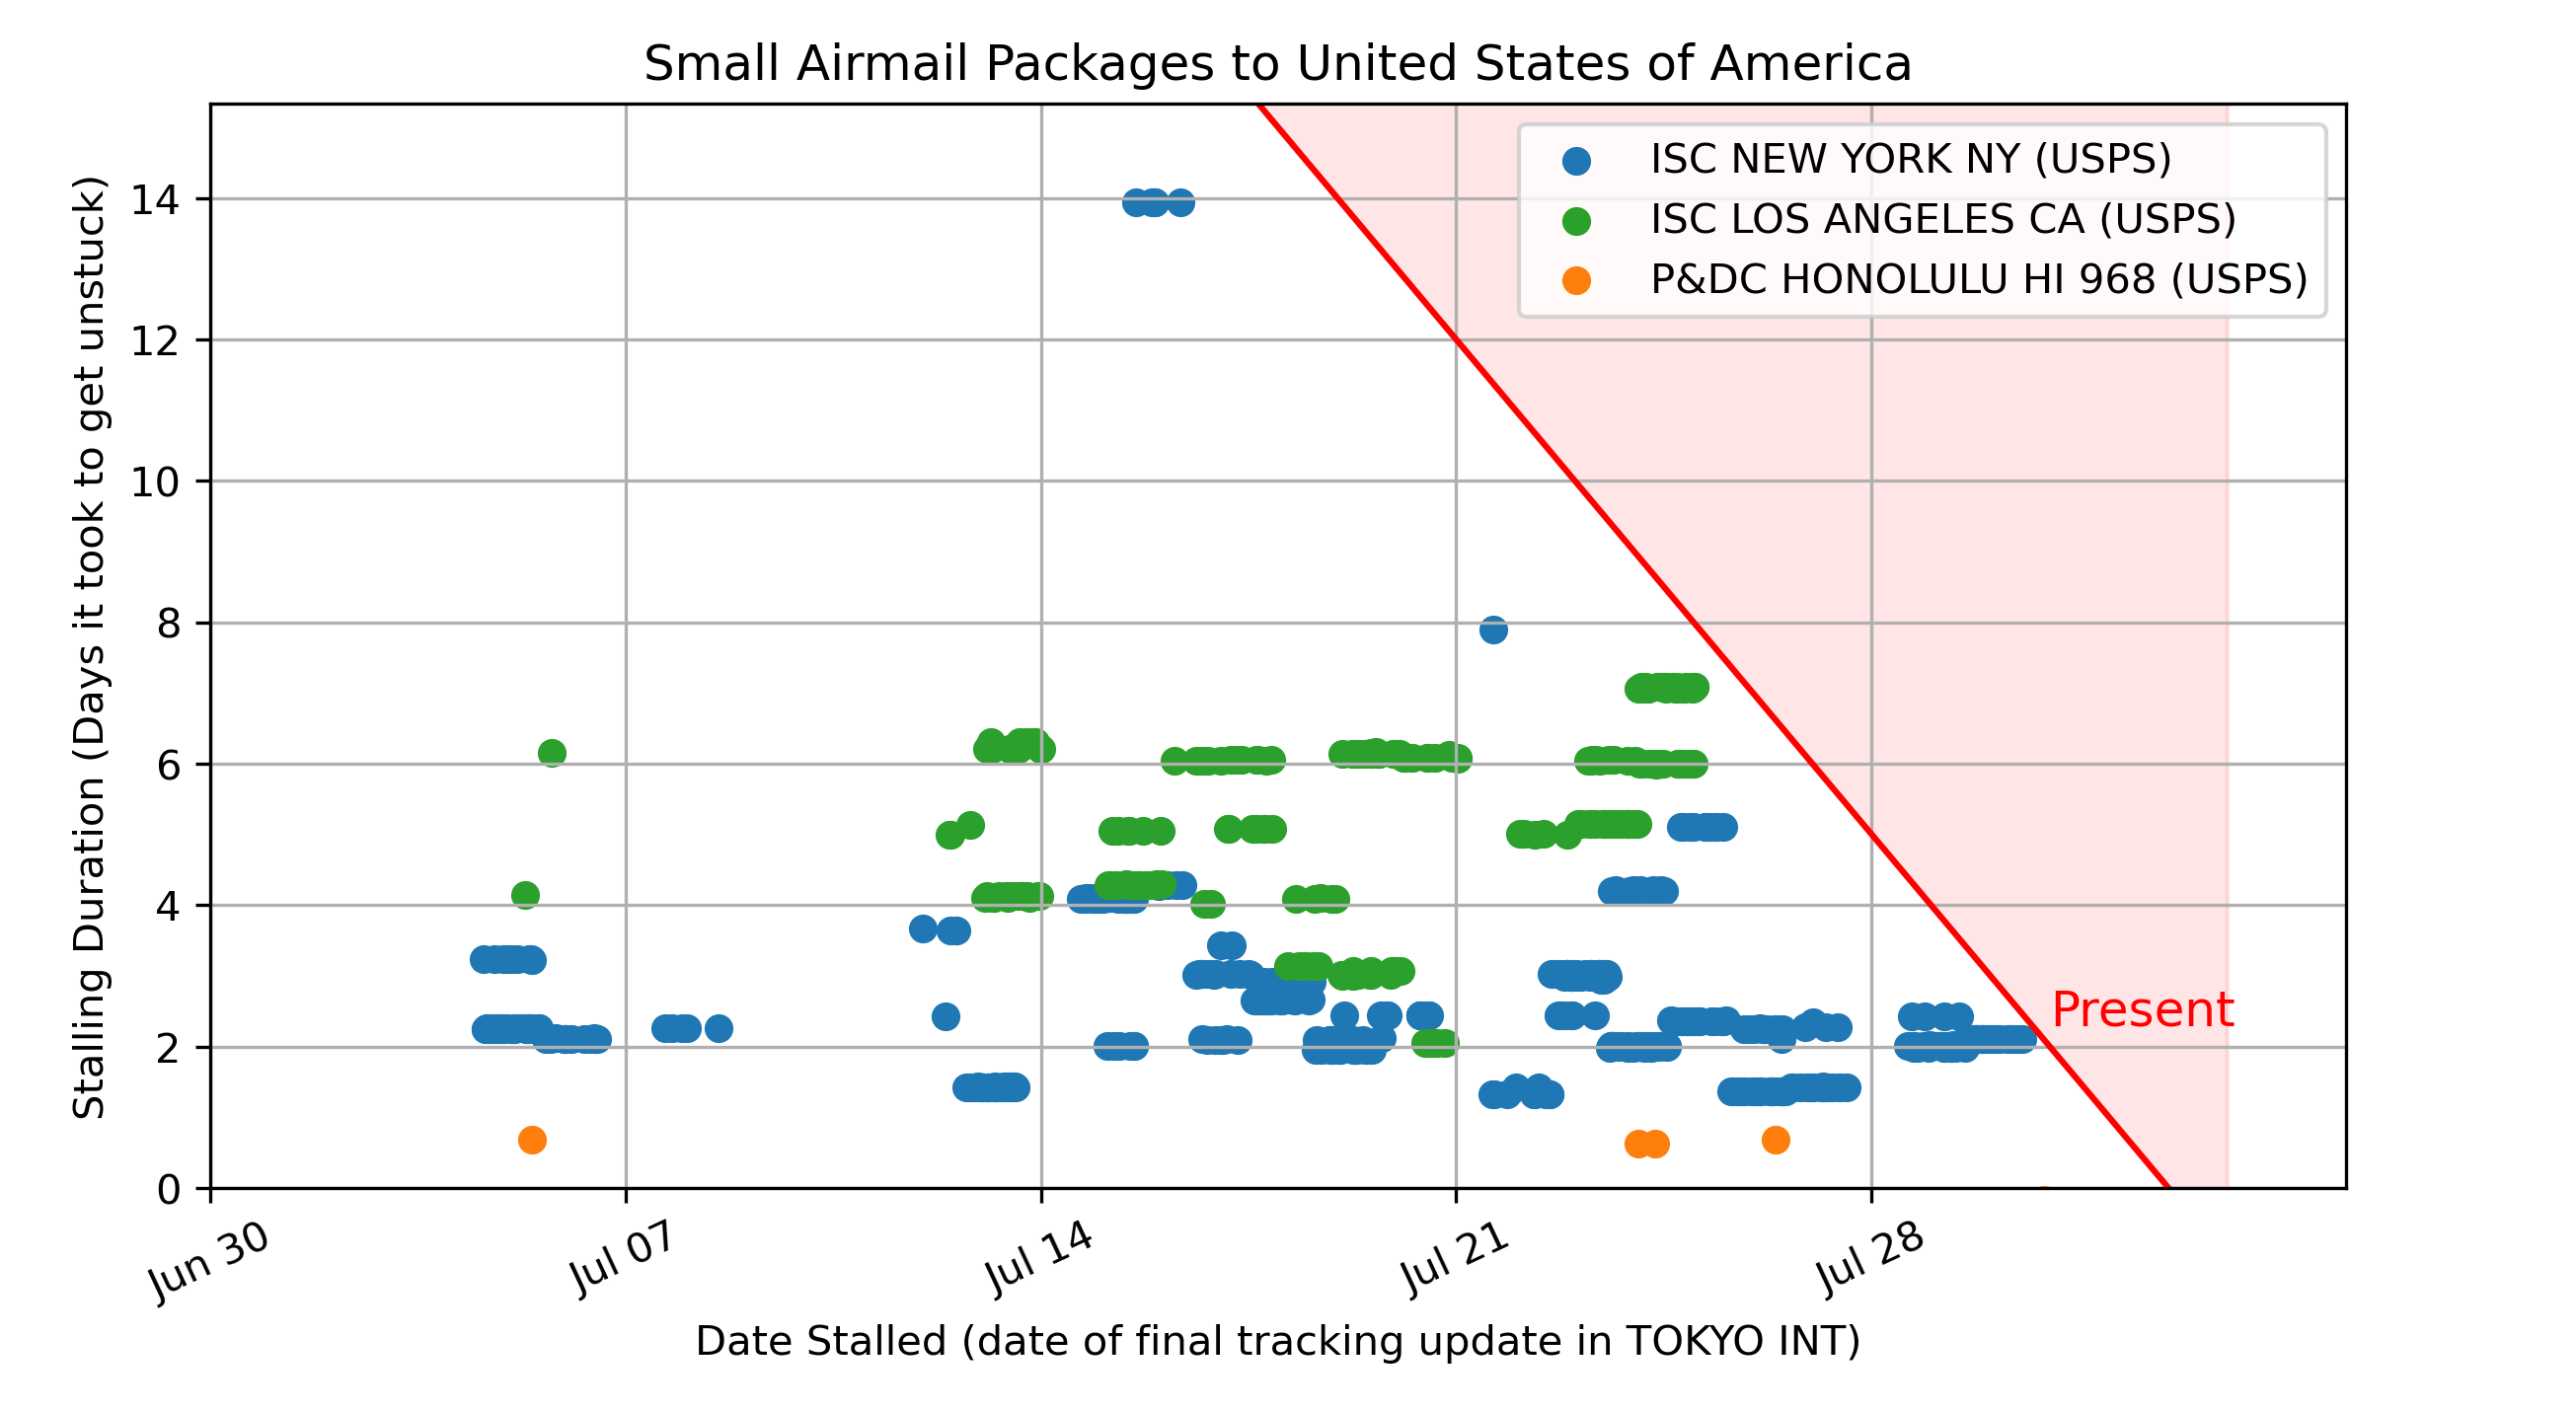 Small Airmail Packages to United States of America
ISC NEW YORK NY (USPS)
ISC LOS ANGELES CA (USPS)
P&DC HONOLULU HI 968 (USPS)
Stalling Duration (Days it took to get unstuck)
14
12
10
8
6
4
2
0
Present
Jun 30
Jul 07
Jul 14
Jul 21
Jul 28
Date Stalled (date of final tracking update in TOKYO INT)